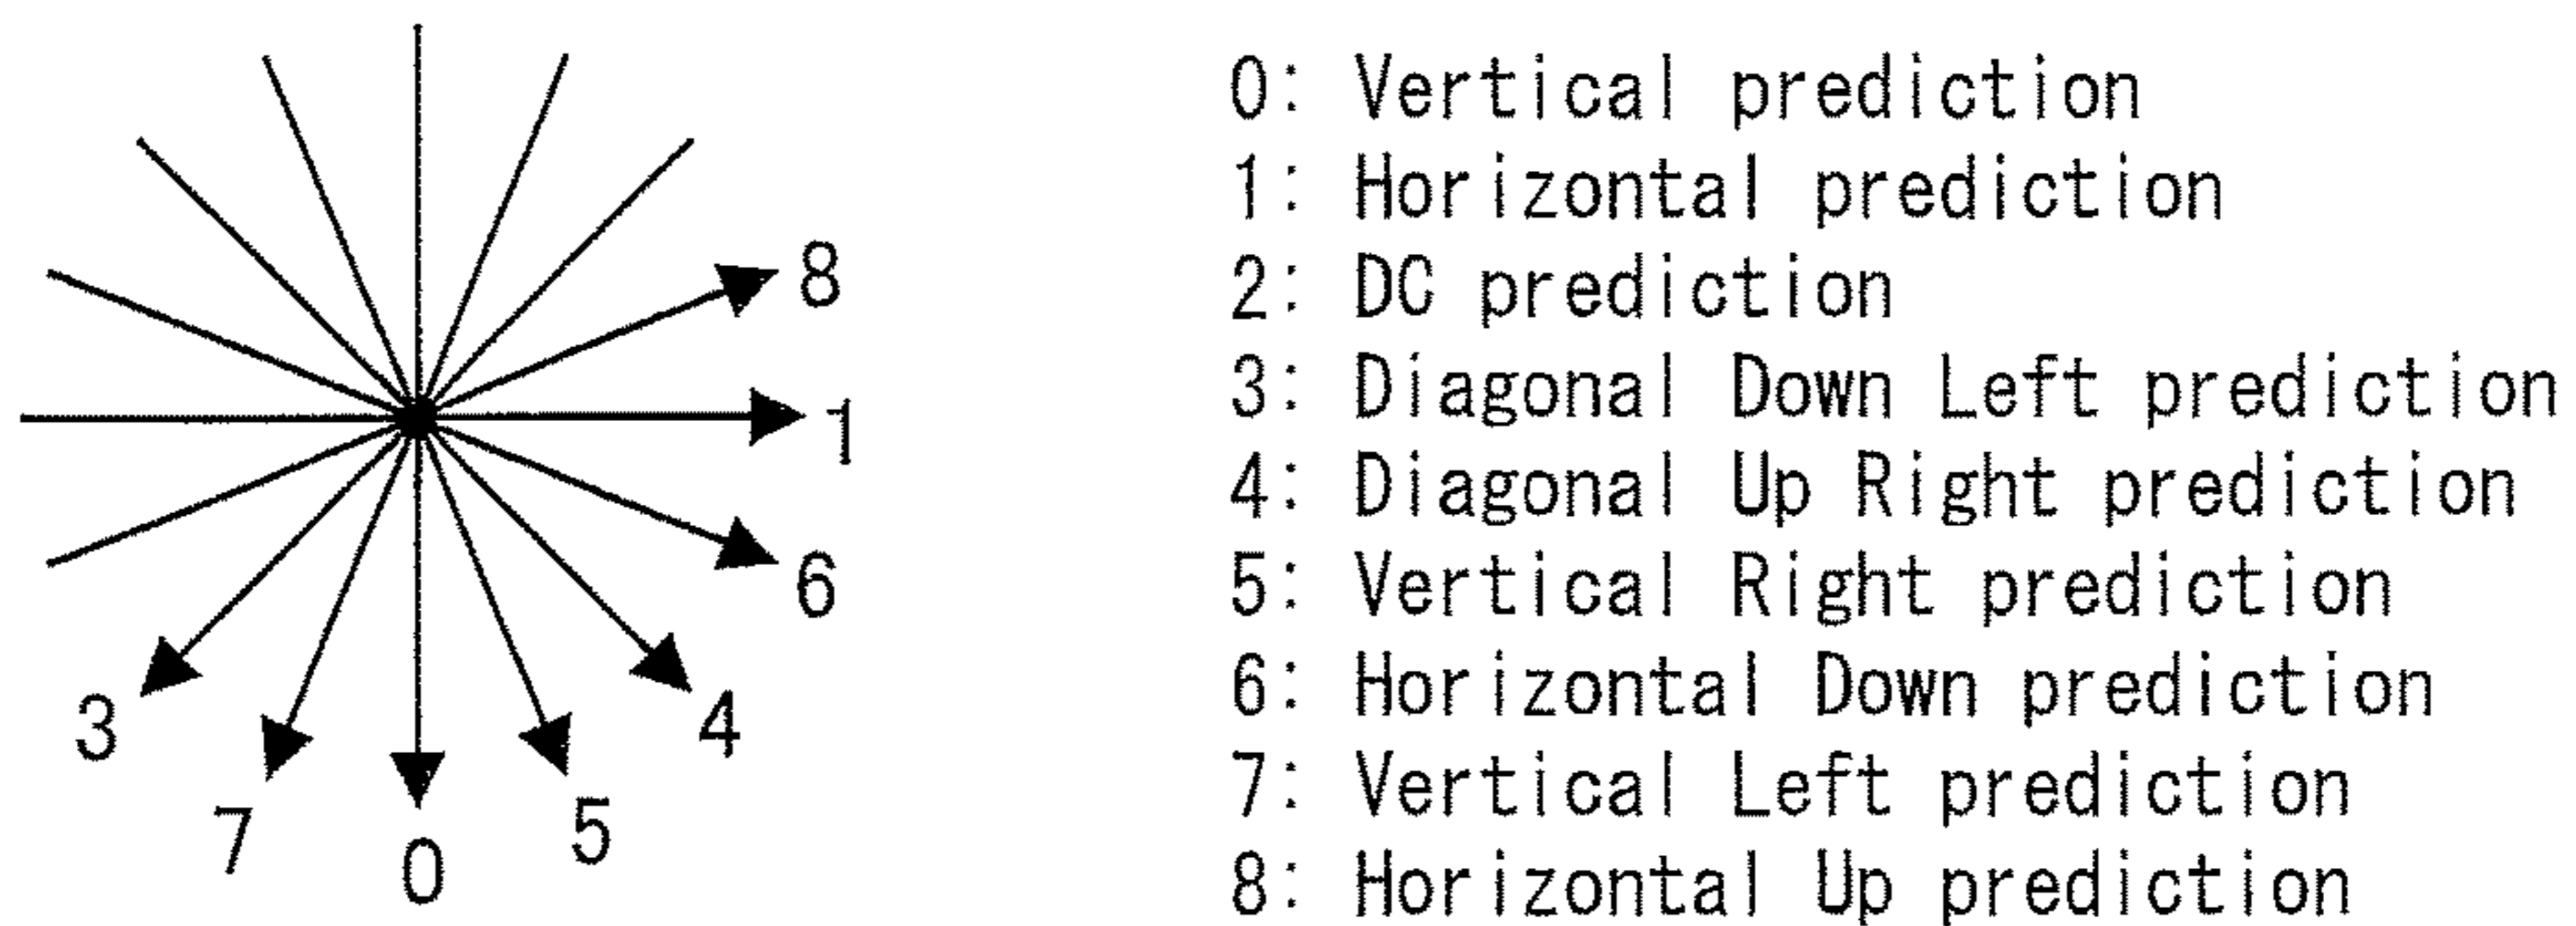 8
1
6
3
4
7
5
0
0: Vertical prediction
1: Horizontal prediction
2: DC prediction
3: Diagonal Down Left prediction
4: Diagonal Up Right prediction
5: Vertical Right prediction
6: Horizontal Down prediction
7: Vertical Left prediction
8: Horizontal Up prediction